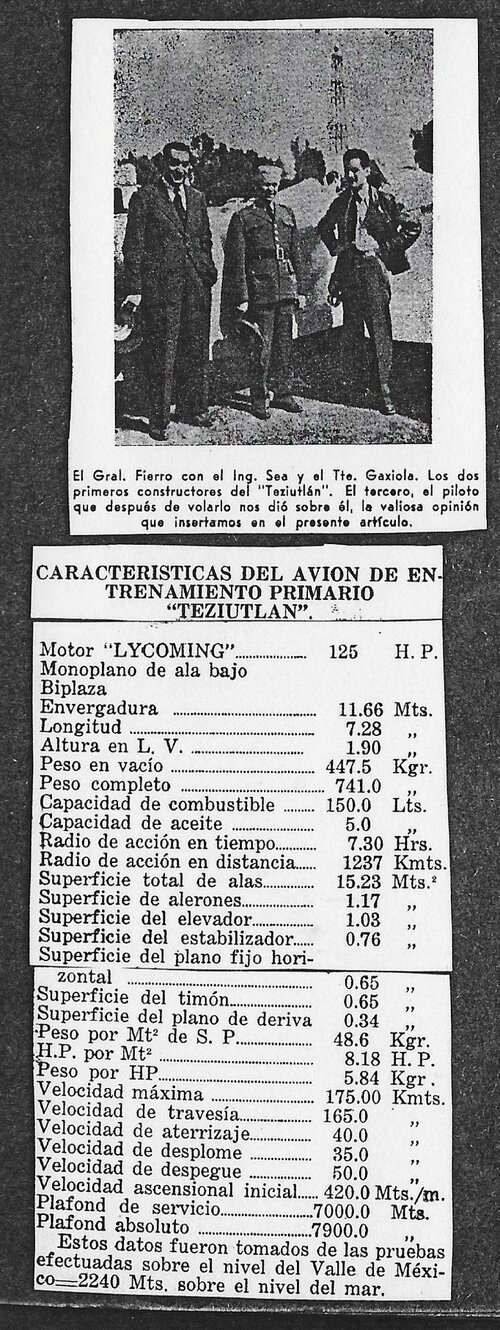 El Gral. Fierro con el Ing. Sea y el Tte. Gaxiola. Los dos
primeros constructores del "Teziutlán". El tercero, el piloto
que después de volarlo nos dió sobre él, la valiosa opinión
que insertamos en el presente artículo.
CARACTERISTICAS DEL AVION DE EN-
TRENAMIENTO PRIMARIO
"TEZIUTLAN".
Motor "LYCOMING"................ 125 H. P.
Monoplano de ala bajo
Biplaza
Envergadura ................ 11.66 Mts.
Longitud ................ 7.28 ,,
Altura en L. V. ................ 1.90 ,,
Peso en vacío ................ 447.5 Kgr.
Peso completo ................ 741.0 ,,
Capacidad de combustible ........ 150.0 Lts.
Capacidad de aceite ................ 5.0 ,,
Radio de acción en tiempo.......... 7.30 Hrs.
Radio de acción en distancia...... 1237 Kmts.
Superficie total de alas............ 15.23 Mts.²
Superficie de alerones............ 1.17 ,,
Superficie del elevador............ 1.03 ,,
Superficie del estabilizador...... 0.76 ,,
Superficie del plano fijo hori-
zontal ................ 0.65 ,,
Superficie del timón................ 0.65 ,,
Superficie del plano de deriva 0.34 ,,
Peso por Mt² de S. P................ 48.6 Kgr.
H.P. por Mt² ................ 8.18 H. P.
Peso por HP................ 5.84 Kgr.
Velocidad máxima ................ 175.00 Kmts.
Velocidad de travesía................ 165.0 ,,
Velocidad de aterrizaje............ 40.0 ,,
Velocidad de desplome ............ 35.0 ,,
Velocidad de despegue ............ 50.0 ,,
Velocidad ascensional inicial..... 420.0 Mts./m.
Plafond de servicio................7000.0 Mts.
Plafond absoluto ................7900.0 ,,
Estos datos fueron tomados de las pruebas
efectuadas sobre el nivel del Valle de Méxi-
co=2240 Mts. sobre el nivel del mar.